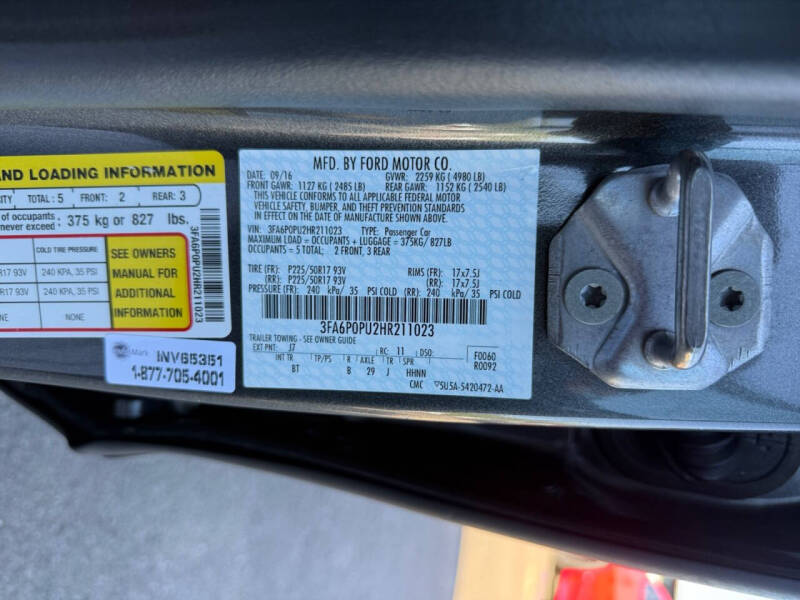 AND LOADING INFORMATION
CITY TOTAL: 5 FRONT: 2 REAR: 3
of occupants:
never exceed: 375 kg or 827 lbs.
COLD TIRE PRESSURE
R17 93V 240 KPA, 35 PSI
R17 93V 240 KPA, 35 PSI
NONE
SEE OWNERS
MANUAL FOR
ADDITIONAL
INFORMATION
3FA6P0PU2HR211023
Mark
INV65351
1-877-705-4001
MFD. BY FORD MOTOR CO.
DATE: 09/16 GVWR: 2259 KG ( 4980 LB)
FRONT GAWR: 1127 KG ( 2485 LB) REAR GAWR: 1152 KG ( 2540 LB)
THIS VEHICLE CONFORMS TO ALL APPLICABLE FEDERAL MOTOR
VEHICLE SAFETY, BUMPER, AND THEFT PREVENTION STANDARDS
IN EFFECT ON THE DATE OF MANUFACTURE SHOWN ABOVE.
VIN: 3FA6P0PU2HR211023 TYPE: Passenger Car
MAXIMUM LOAD = OCCUPANTS + LUGGAGE = 375KG/827LB
OCCUPANTS = 5 TOTAL: 2 FRONT, 3 REAR
TIRE (FR): P225/50R17 93V RIMS (FR): 17x7.5J
(RR): P225/50R17 93V (RR): 17x7.5J
PRESSURE (FR): 240 kPa/ 35 PSI COLD (RR): 240 kPa/ 35 PSI COLD
3FA6P0PU2HR211023
TRAILER TOWING - SEE OWNER GUIDE
EXT PNT: J7 RC: 11 DSO: F0060
INT TR TP/PS R AXLE TR SPR R0092
BT B 29 J HHNN
CMC ▽SU5A-5420472-AA